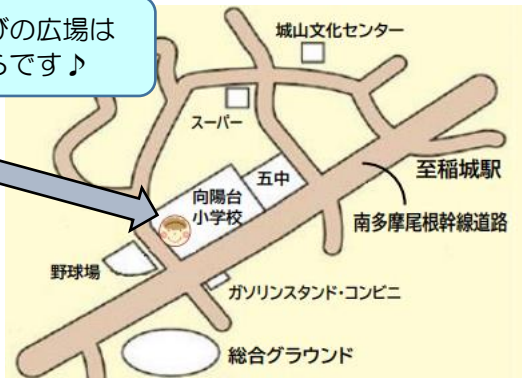 びの広場は
らです♪
城山文化センター
スーパー
至稲城駅
五中
向陽台
小学校
南多摩尾根幹線道路
野球場
ガソリンスタンド・コンビニ
総合グラウンド